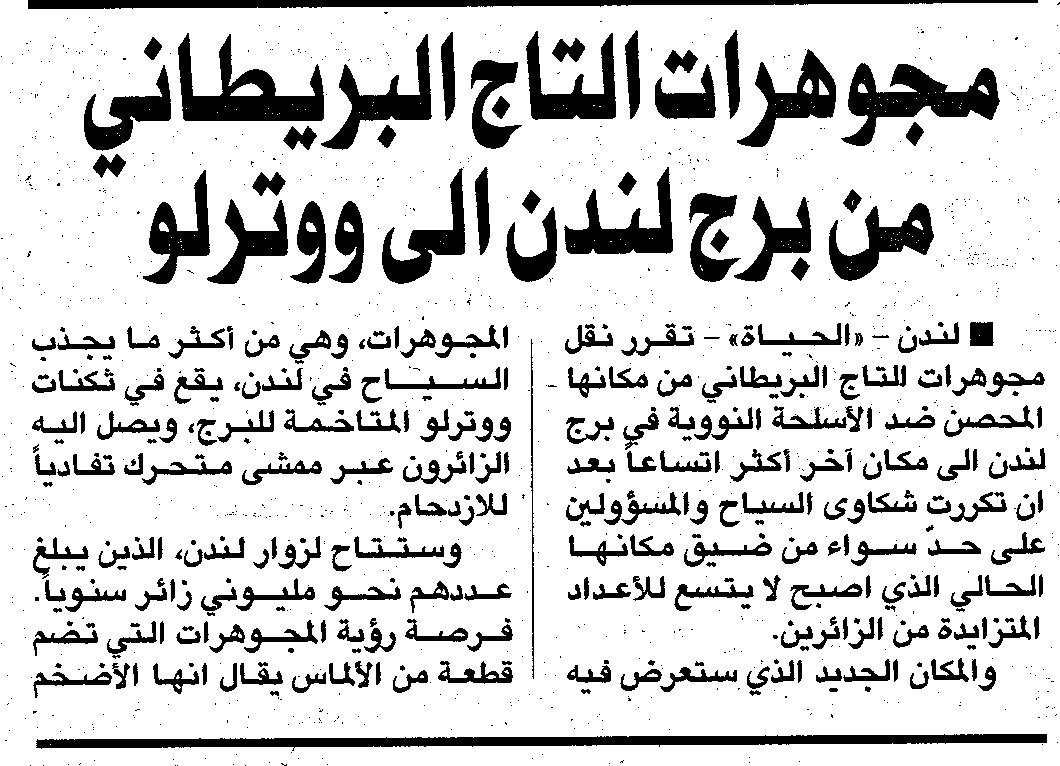 مجوهرات التاج البريطاني
من برج لندن الى ووترلو
■ لندن – «الحياة» – تقرر نقل
مجوهرات التاج البريطاني من مكانها
المحصن ضد الأسلحة النووية في برج
لندن الى مكان آخر أكثر اتساعاً بعد
ان تكررت شكاوى السياح والمسؤولين
على حدّ سواء من ضيق مكانها
الحالي الذي اصبح لا يتسع للأعداد
المتزايدة من الزائرين.
والمكان الجديد الذي ستعرض فيه
المجوهرات، وهي من أكثر ما يجذب
السياح في لندن، يقع في ثكنات
ووترلو المتاخمة للبرج، ويصل اليه
الزائرون عبر ممشى متحرك تفادياً
للازدحام.
وستتاح لزوار لندن، الذين يبلغ
عددهم نحو مليوني زائر سنوياً.
فرصة رؤية المجوهرات التي تضم
قطعة من الألماس يقال انها الأضخم